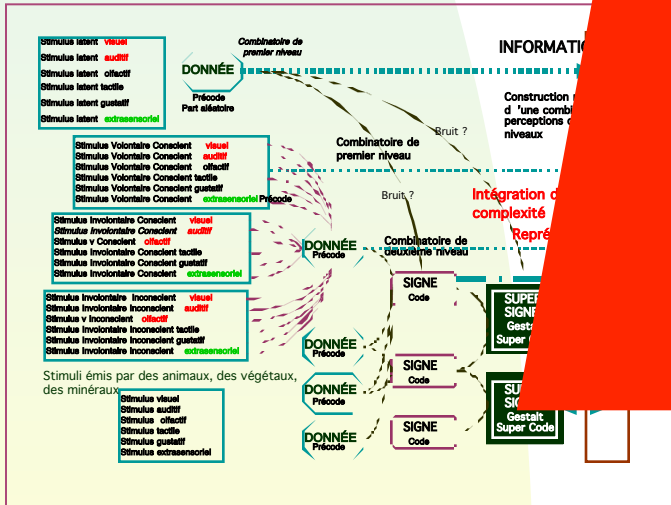 Stimulus latent visuel
Stimulus latent auditif
Stimulus latent olfactif
Stimulus latent tactile
Stimulus latent gustatif
Stimulus latent extrasensoriel
DONNÉE
Précode
Part aléatoire
Combinatoire de
premier niveau
Construction
d 'une
perceptions
niveaux
Bruit ?
Combinatoire de
premier niveau
Stimulus Volontaire Conscient visuel
Stimulus Volontaire Conscient auditif
Stimulus Volontaire Conscient olfactif
Stimulus Volontaire Conscient tactile
Stimulus Volontaire Conscient gustatif
Stimulus Volontaire Conscient extrasensoriel Précode
Bruit ?
Intégration
complexité
Stimulus Involontaire Conscient visuel
Stimulus Involontaire Conscient auditif
Stimulus v Conscient olfactif
Stimulus Involontaire Conscient tactile
Stimulus Involontaire Conscient gustatif
Stimulus Involontaire Conscient extrasensoriel
DONNÉE
Précode
Combinatoire de
deuxième niveau
SIGNE
Code
SUPER
SIGNE
Super
Stimulus Involontaire Inconscient visuel
Stimulus Involontaire Inconscient auditif
Stimulus v Inconscient olfactif
Stimulus Involontaire Inconscient tactile
Stimulus Involontaire Inconscient gustatif
Stimulus Involontaire Inconscient extrasensoriel
DONNÉE
Précode
SIGNE
Code
Stimuli émis par des animaux, des végétaux,
des minéraux
Stimulus visuel
Stimulus auditif
Stimulus olfactif
Stimulus tactile
Stimulus gustatif
Stimulus extrasensoriel
DONNÉE
Précode
Gestalt
Super Code
SIGNE
Code
DONNÉE
Précode